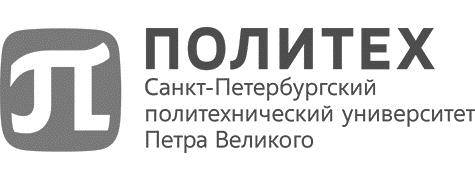 П
ПОЛИТЕХ
Санкт-Петербургский
политехнический университет
Петра Великого